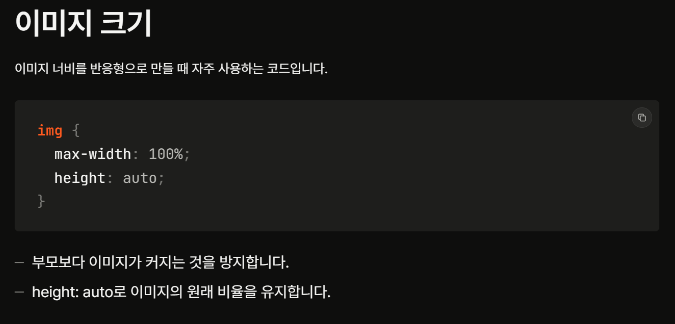 이미지 크기
이미지 너비를 반응형으로 만들 때 자주 사용하는 코드입니다.
img {
  max-width: 100%;
  height: auto;
}
— 부모보다 이미지가 커지는 것을 방지합니다.
— height: auto로 이미지의 원래 비율을 유지합니다.